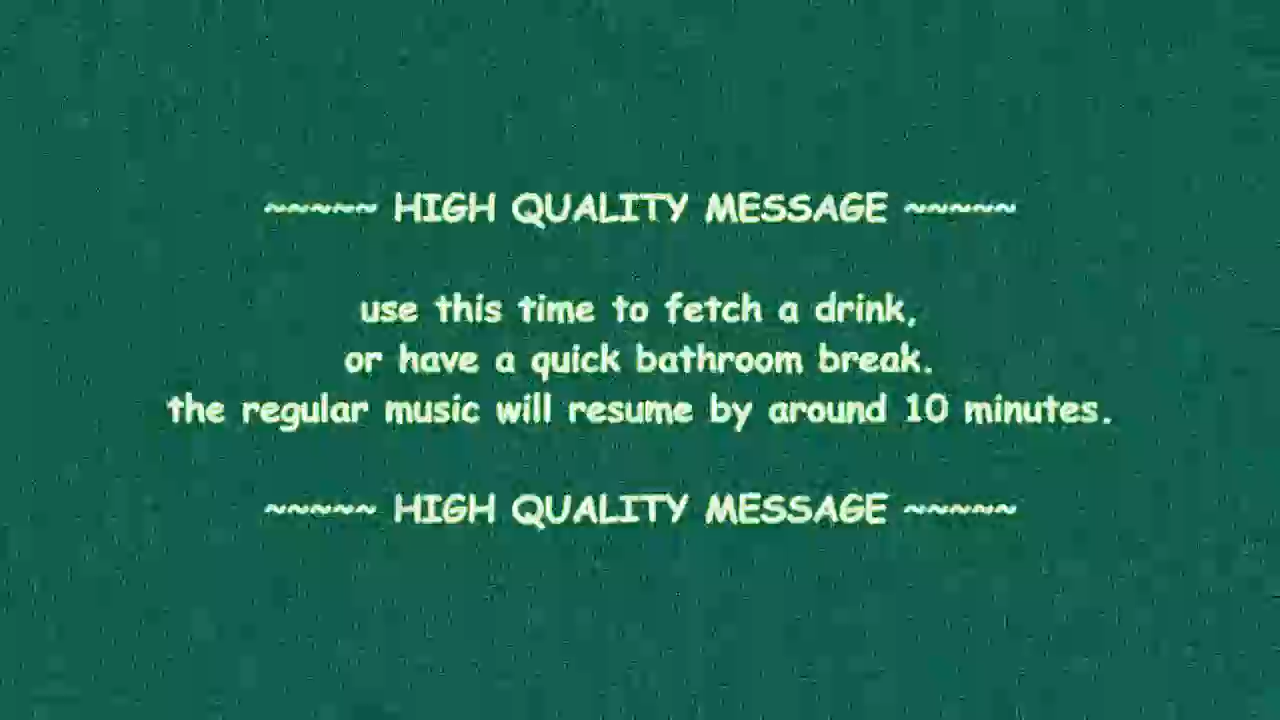 ~~~~~ HIGH QUALITY MESSAGE ~~~~~
use this time to fetch a drink,
or have a quick bathroom break.
the regular music will resume by around 10 minutes.
~~~~~ HIGH QUALITY MESSAGE ~~~~~